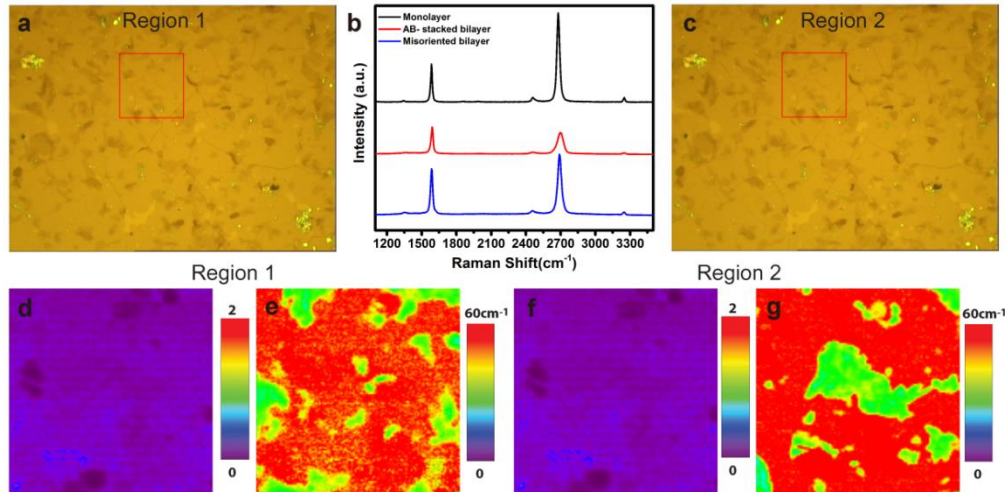 a
Region 1
b
Monolayer
AB- stacked bilayer
Misoriented bilayer
Intensity (a.u.)
1200 1500 1800 2100 2400 2700 3000 3300
Raman Shift(cm⁻¹)
c
Region 2
Region 1
Region 2
d
2
0
e
60cm⁻¹
0
f
2
0
g
60cm⁻¹
0